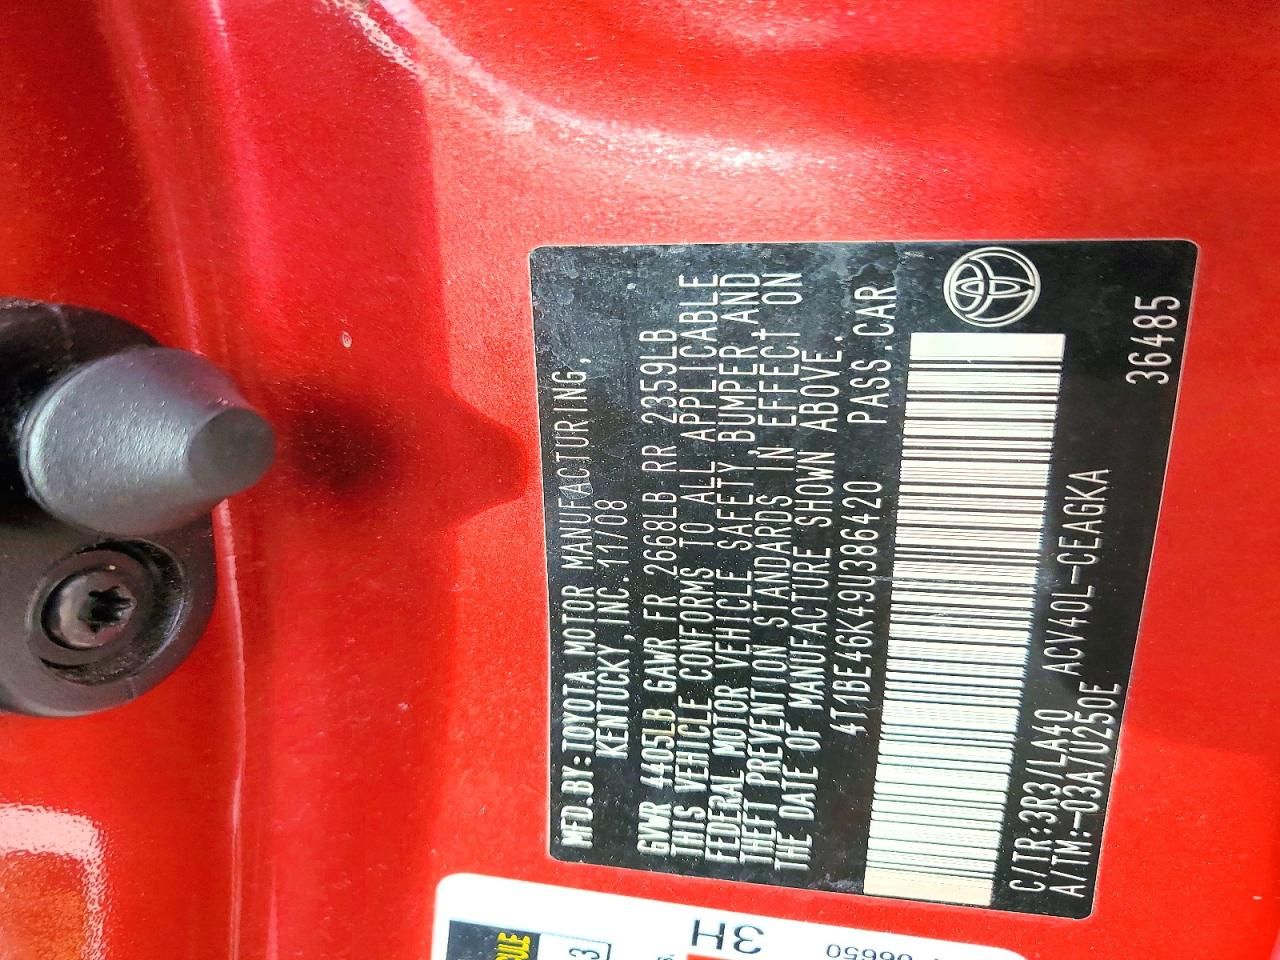 MFD.BY:TOYOTA MOTOR MANUFACTURING,
KENTUCKY,INC.11/08
GVWR 4405LB GAWR FR 2668LB RR 2359LB
THIS VEHICLE CONFORMS TO ALL APPLICABLE
FEDERAL MOTOR VEHICLE SAFETY,BUMPER,AND
THEFT PREVENTION STANDARDS IN EFFECT ON
THE DATE OF MANUFACTURE SHOWN ABOVE.
4T1BE46K49U386420 PASS.CAR
C/TR:3R3/LA40 ACV40L-CEAGKA
A/TM:-03A/U250E
36485
3H
06650
3